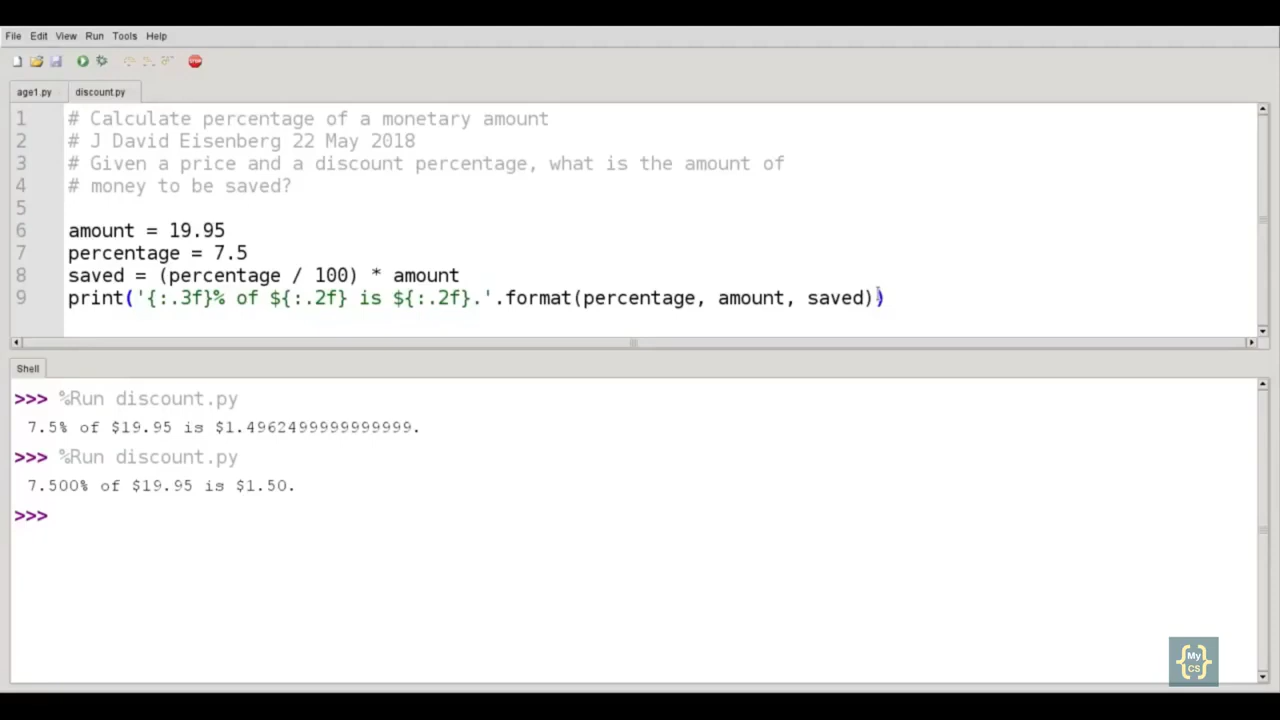 File Edit View Run Tools Help
STOP
age1.py discount.py
1 # Calculate percentage of a monetary amount
2 # J David Eisenberg 22 May 2018
3 # Given a price and a discount percentage, what is the amount of
4 # money to be saved?
5
6 amount = 19.95
7 percentage = 7.5
8 saved = (percentage / 100) * amount
9 print('{:.3f}% of ${:.2f} is ${:.2f}.'.format(percentage, amount, saved))
Shell
>>> %Run discount.py
7.5% of $19.95 is $1.4962499999999999.
>>> %Run discount.py
7.500% of $19.95 is $1.50.
>>>
{My CS}